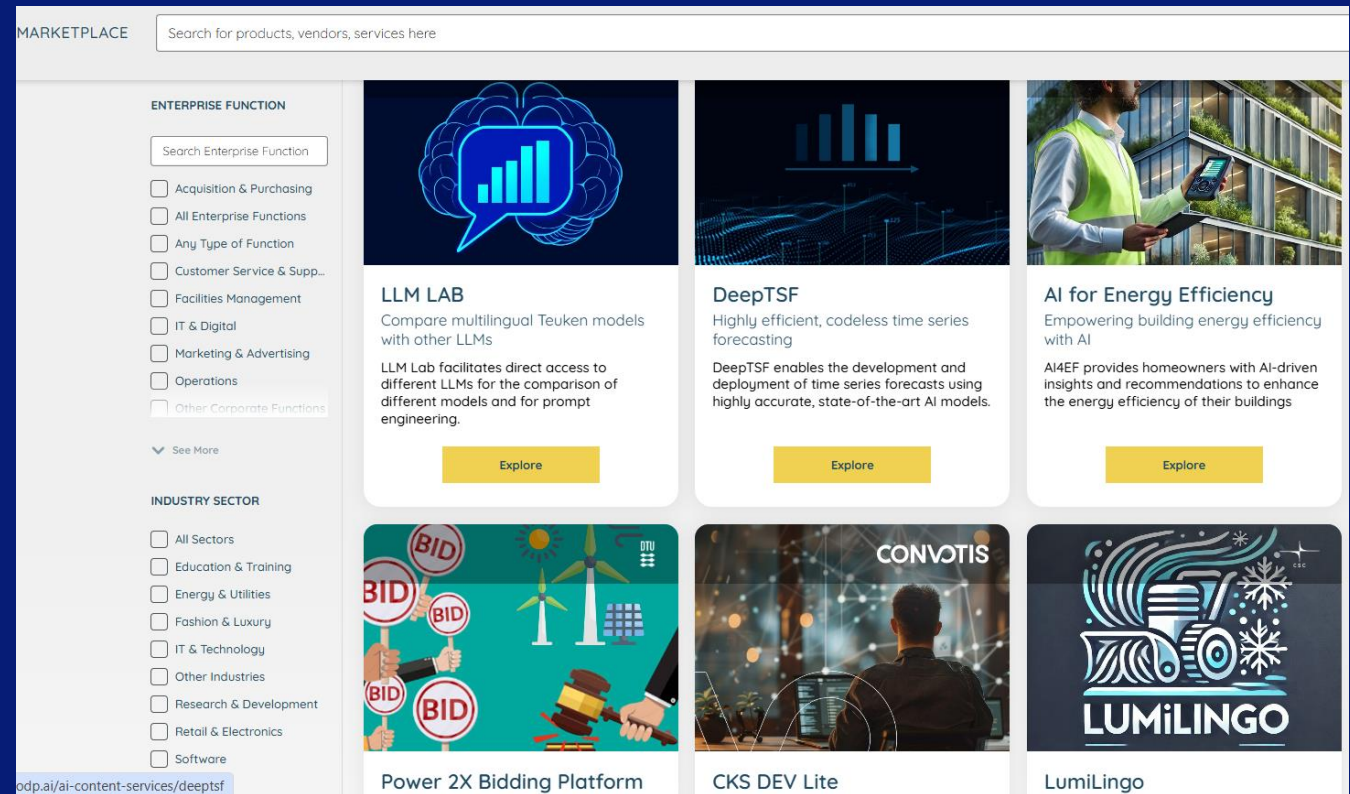 MARKETPLACE
Search for products, vendors, services here
ENTERPRISE FUNCTION
Search Enterprise Function
Acquisition & Purchasing
All Enterprise Functions
Any Type of Function
Customer Service & Supp...
Facilities Management
IT & Digital
Marketing & Advertising
Operations
Other Corporate Functions
See More
INDUSTRY SECTOR
All Sectors
Education & Training
Energy & Utilities
Fashion & Luxury
IT & Technology
Other Industries
Research & Development
Retail & Electronics
Software
odp.ai/ai-content-services/deeptsf
LLM LAB
Compare multilingual Teuken models
with other LLMs
LLM Lab facilitates direct access to
different LLMs for the comparison of
different models and for prompt
engineering.
Explore
DeepTSF
Highly efficient, codeless time series
forecasting
DeepTSF enables the development and
deployment of time series forecasts using
highly accurate, state-of-the-art AI models.
Explore
AI for Energy Efficiency
Empowering building energy efficiency
with AI
AI4EF provides homeowners with AI-driven
insights and recommendations to enhance
the energy efficiency of their buildings
Explore
BID
BID
BID
BID
BID
DTU
Power 2X Bidding Platform
CONVOTIS
CKS DEV Lite
CSC
LUMiLINGO
LumiLingo